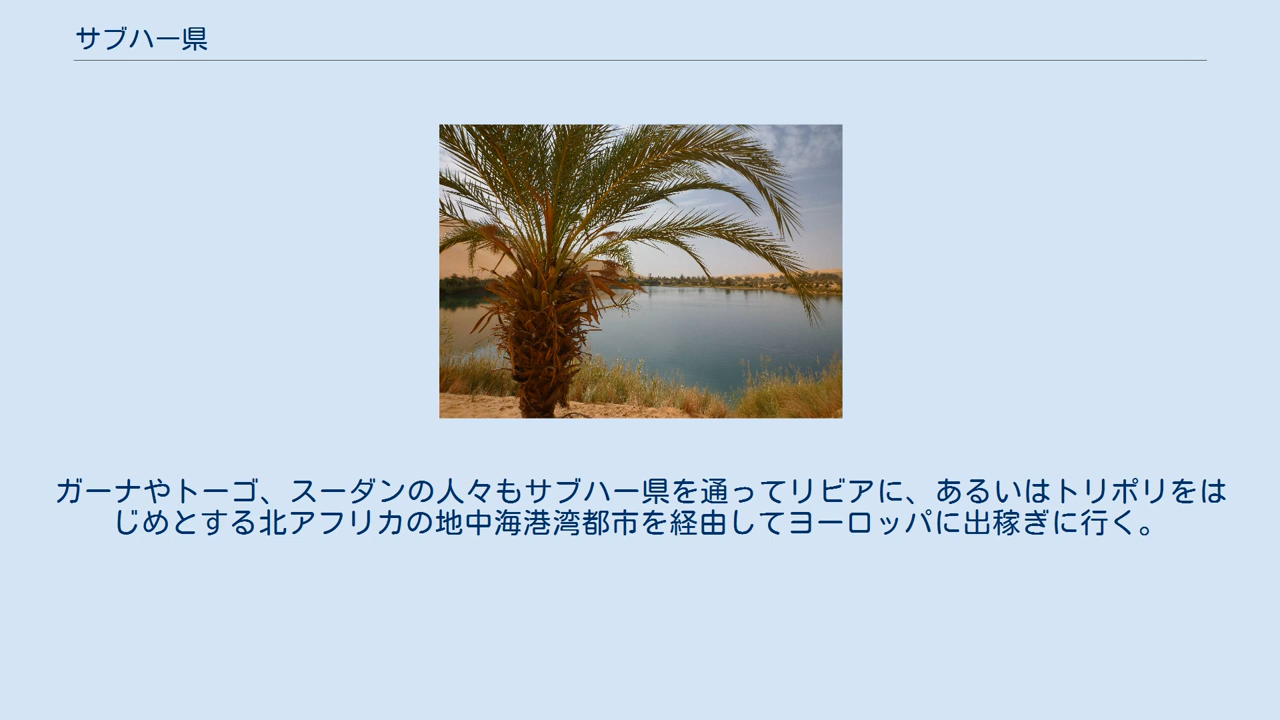 サブハー県
ガーナやトーゴ、スーダンの人々もサブハー県を通ってリビアに、あるいはトリポリをは
じめとする北アフリカの地中海港湾都市を経由してヨーロッパに出稼ぎに行く。